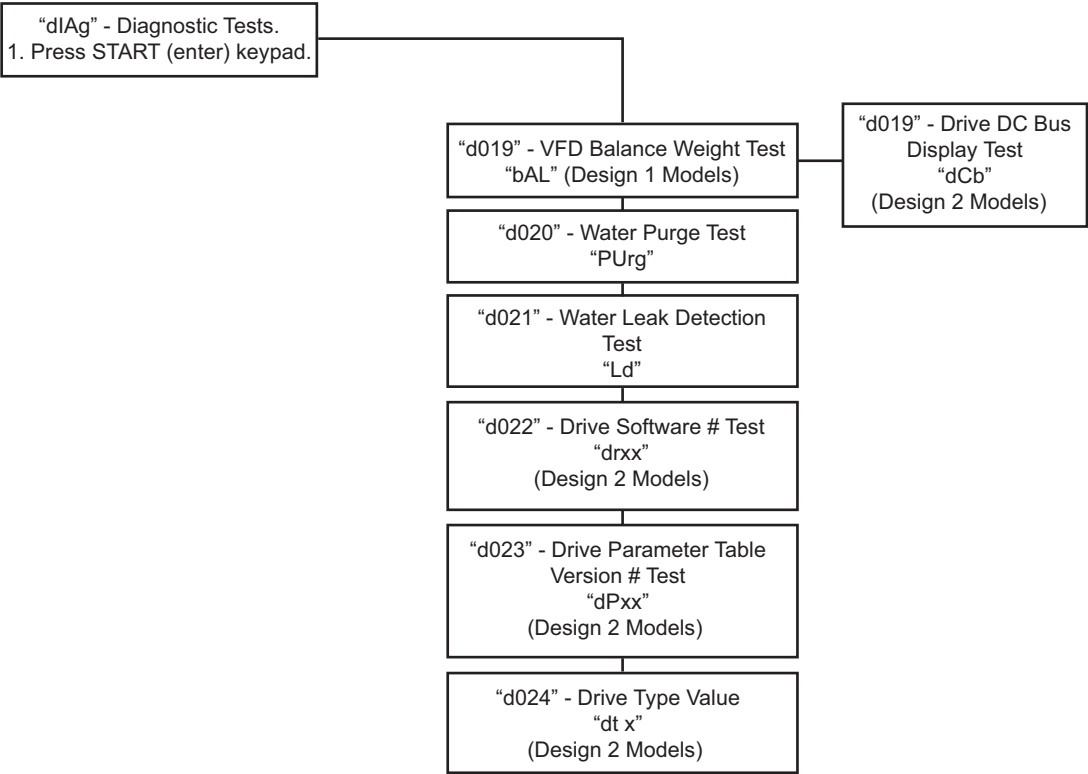 “dIAg” - Diagnostic Tests.
1. Press START (enter) keypad.
“d019” - VFD Balance Weight Test
“bAL” (Design 1 Models)
“d019” - Drive DC Bus
Display Test
“dCb”
(Design 2 Models)
“d020” - Water Purge Test
“PUrg”
“d021” - Water Leak Detection
Test
“Ld”
“d022” - Drive Software # Test
“drxx”
(Design 2 Models)
“d023” - Drive Parameter Table
Version # Test
“dPxx”
(Design 2 Models)
“d024” - Drive Type Value
“dt x”
(Design 2 Models)